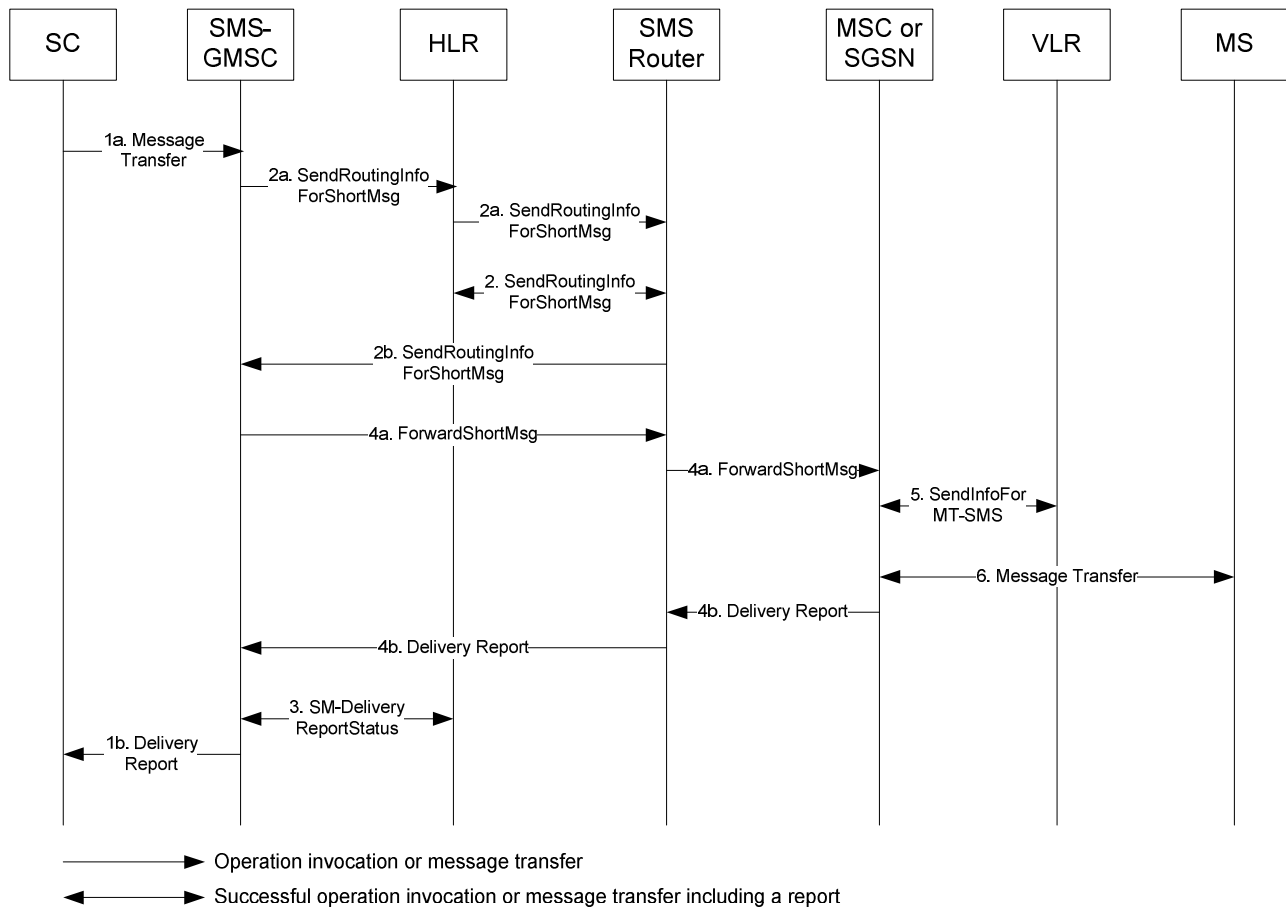 SC
SMS-
GMSC
HLR
SMS
Router
MSC or
SGSN
VLR
MS
1a. Message
Transfer
2a. SendRoutingInfo
ForShortMsg
2a. SendRoutingInfo
ForShortMsg
2. SendRoutingInfo
ForShortMsg
2b. SendRoutingInfo
ForShortMsg
4a. ForwardShortMsg
4a. ForwardShortMsg
5. SendInfoFor
MT-SMS
6. Message Transfer
4b. Delivery Report
4b. Delivery Report
3. SM-Delivery
ReportStatus
1b. Delivery
Report
Operation invocation or message transfer
Successful operation invocation or message transfer including a report